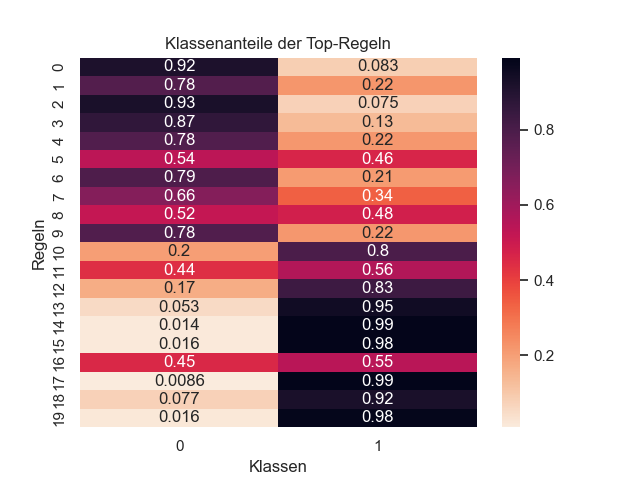 Klassenanteile der Top-Regeln
0 0.92 0.083
1 0.78 0.22
2 0.93 0.075
3 0.87 0.13
4 0.78 0.22
5 0.54 0.46
6 0.79 0.21
7 0.66 0.34
8 0.52 0.48
9 0.78 0.22
10 0.2 0.8
11 0.44 0.56
12 0.17 0.83
13 0.053 0.95
14 0.014 0.99
15 0.016 0.98
16 0.45 0.55
17 0.0086 0.99
18 0.077 0.92
19 0.016 0.98
Regeln
0 1
Klassen
0.8
0.6
0.4
0.2